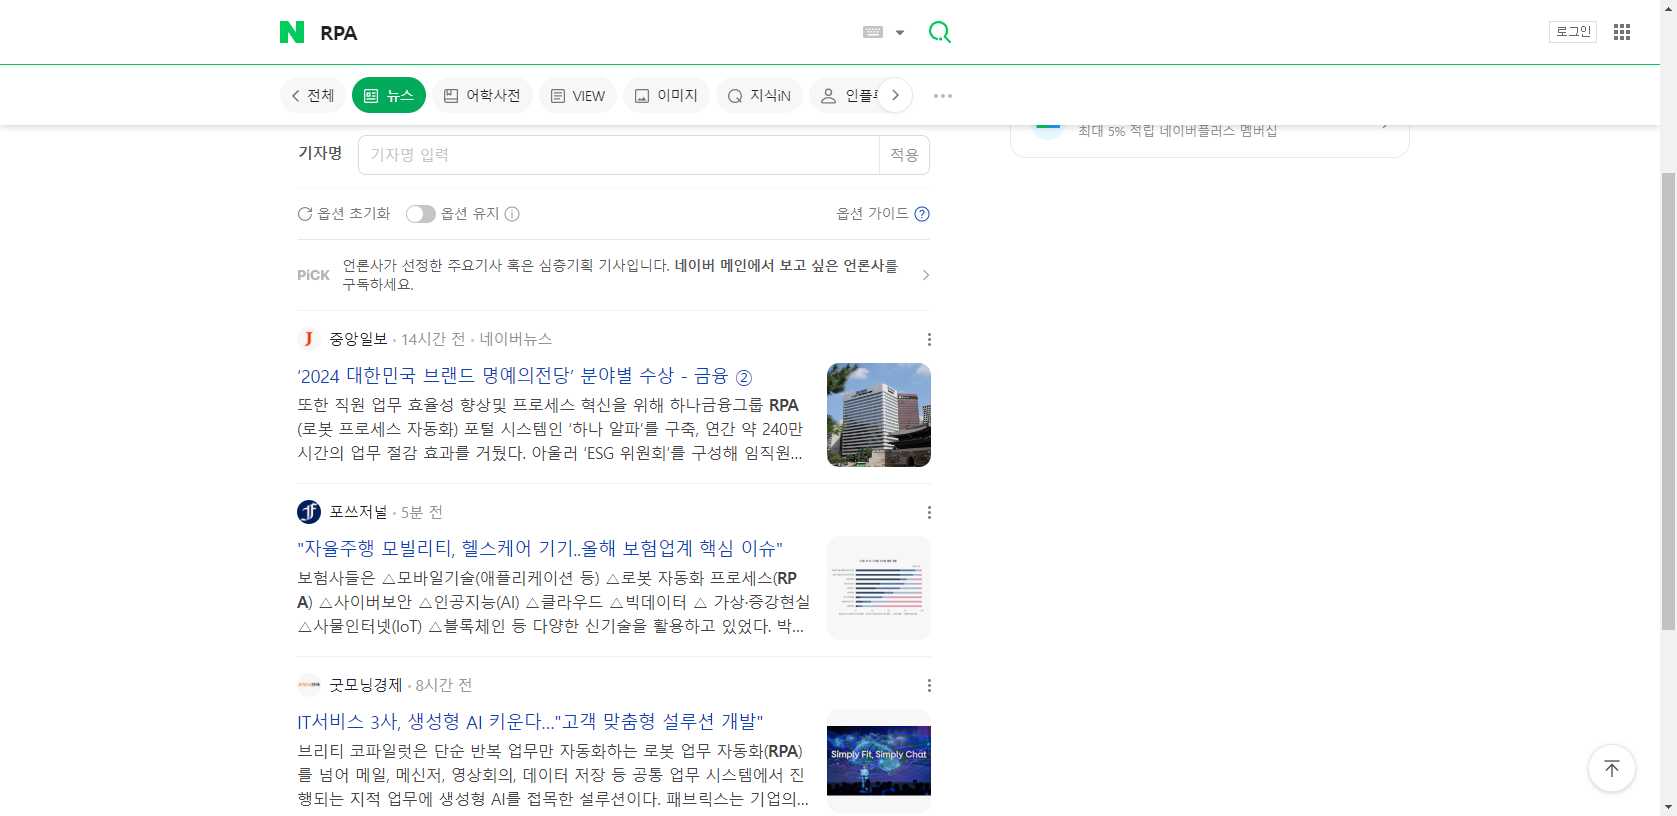 N RPA
로그인
전체 뉴스 어학사전 VIEW 이미지 지식iN 인플루
최대 5% 적립 네이버플러스 멤버십
기자명 기자명 입력 적용
옵션 초기화 옵션 유지 옵션 가이드
PiCK 언론사가 선정한 주요기사 혹은 심층기획 기사입니다. 네이버 메인에서 보고 싶은 언론사를
구독하세요.
J 중앙일보 · 14시간 전 · 네이버뉴스
‘2024 대한민국 브랜드 명예의전당’ 분야별 수상 - 금융 ②
또한 직원 업무 효율성 향상및 프로세스 혁신을 위해 하나금융그룹 RPA
(로봇 프로세스 자동화) 포털 시스템인 ‘하나 알파’를 구축, 연간 약 240만
시간의 업무 절감 효과를 거뒀다. 아울러 ‘ESG 위원회’를 구성해 임직원...
포쓰저널 · 5분 전
"자율주행 모빌리티, 헬스케어 기기..올해 보험업계 핵심 이슈"
보험사들은 △모바일기술(애플리케이션 등) △로봇 자동화 프로세스(RP
A) △사이버보안 △인공지능(AI) △클라우드 △빅데이터 △ 가상·증강현실
△사물인터넷(IoT) △블록체인 등 다양한 신기술을 활용하고 있었다. 박...
굿모닝경제 · 8시간 전
IT서비스 3사, 생성형 AI 키운다..."고객 맞춤형 설루션 개발"
브리티 코파일럿은 단순 반복 업무만 자동화하는 로봇 업무 자동화(RPA)
를 넘어 메일, 메신저, 영상회의, 데이터 저장 등 공통 업무 시스템에서 진
행되는 지적 업무에 생성형 AI를 접목한 설루션이다. 패브릭스는 기업의...
Simply Fit, Simply Chat